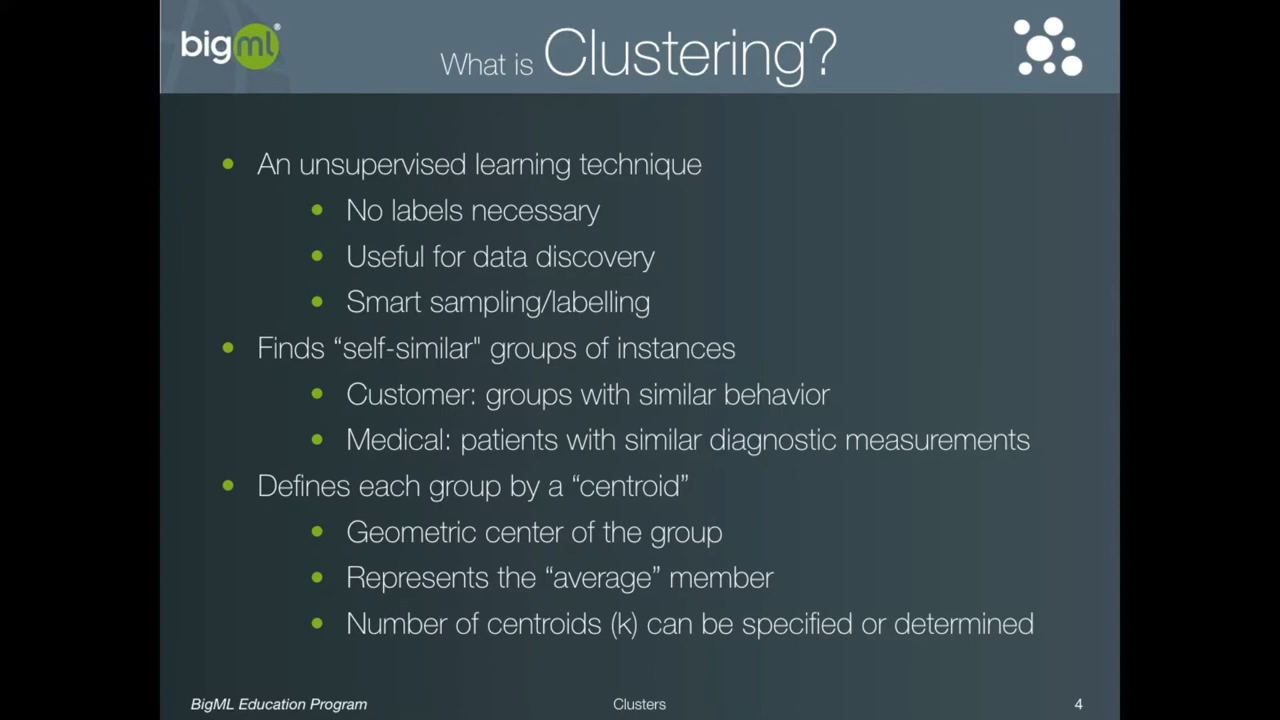 bigml®
What is Clustering?
• An unsupervised learning technique
• No labels necessary
• Useful for data discovery
• Smart sampling/labelling
• Finds “self-similar" groups of instances
• Customer: groups with similar behavior
• Medical: patients with similar diagnostic measurements
• Defines each group by a “centroid”
• Geometric center of the group
• Represents the “average” member
• Number of centroids (k) can be specified or determined
BigML Education Program
Clusters
4